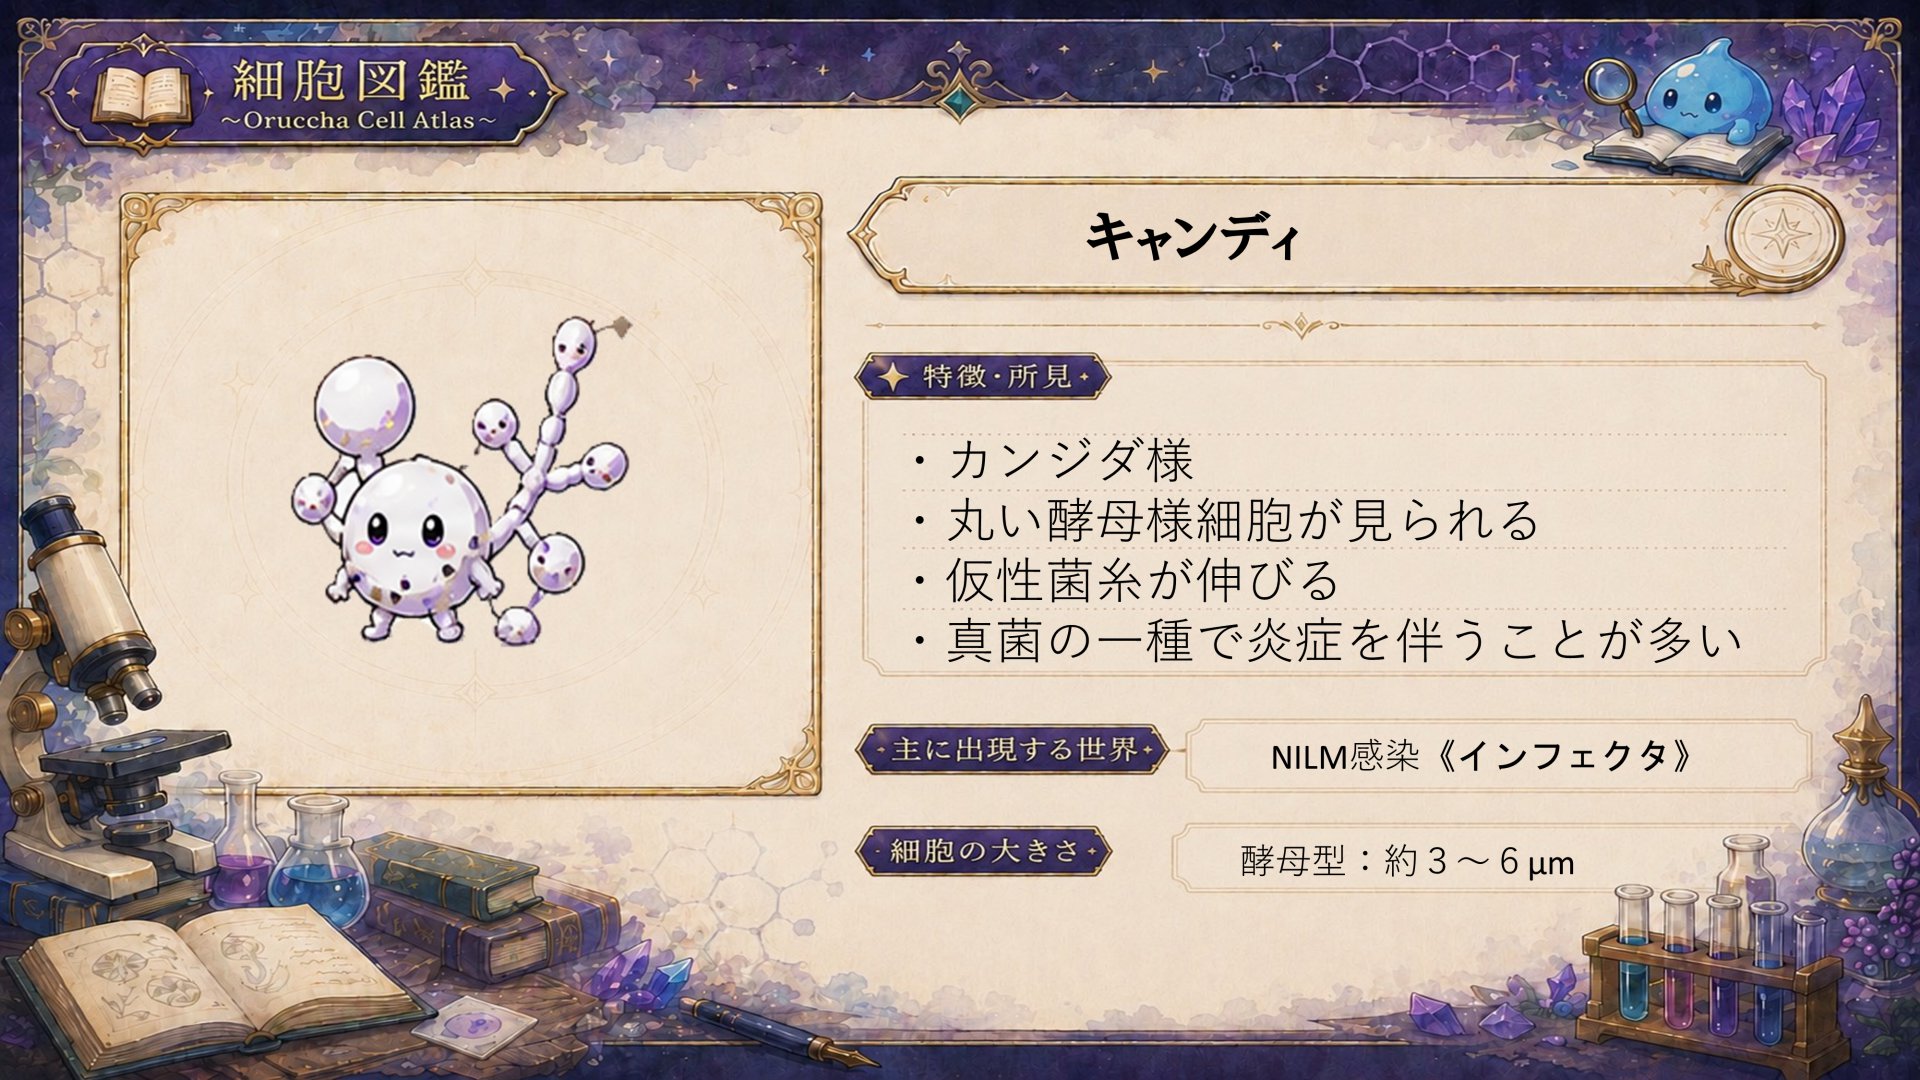 細胞図鑑
～Oruccha Cell Atlas～
キャンディ
特徴・所見
・カンジダ様
・丸い酵母様細胞が見られる
・仮性菌糸が伸びる
・真菌の一種で炎症を伴うことが多い
主に出現する世界
NILM感染《インフェクタ》
細胞の大きさ
酵母型：約３～６μm